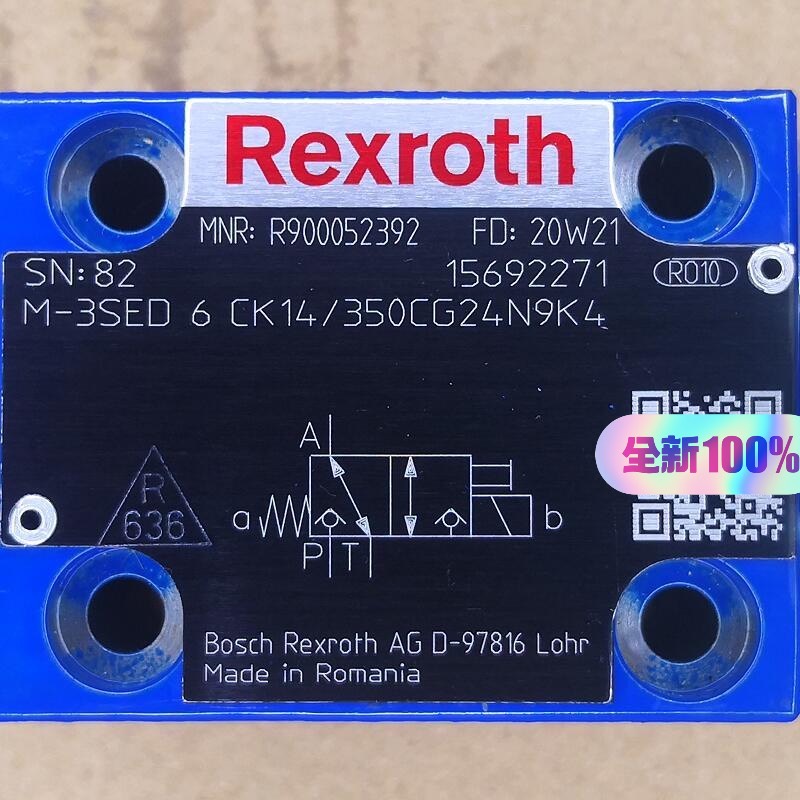 Rexroth
MNR: R900052392 FD: 20W21
SN: 82 15692271 RO10
M-3SED 6 CK14/350CG24N9K4
全新100%
A
R
636
a b
P T
Bosch Rexroth AG D-97816 Lohr
Made in Romania